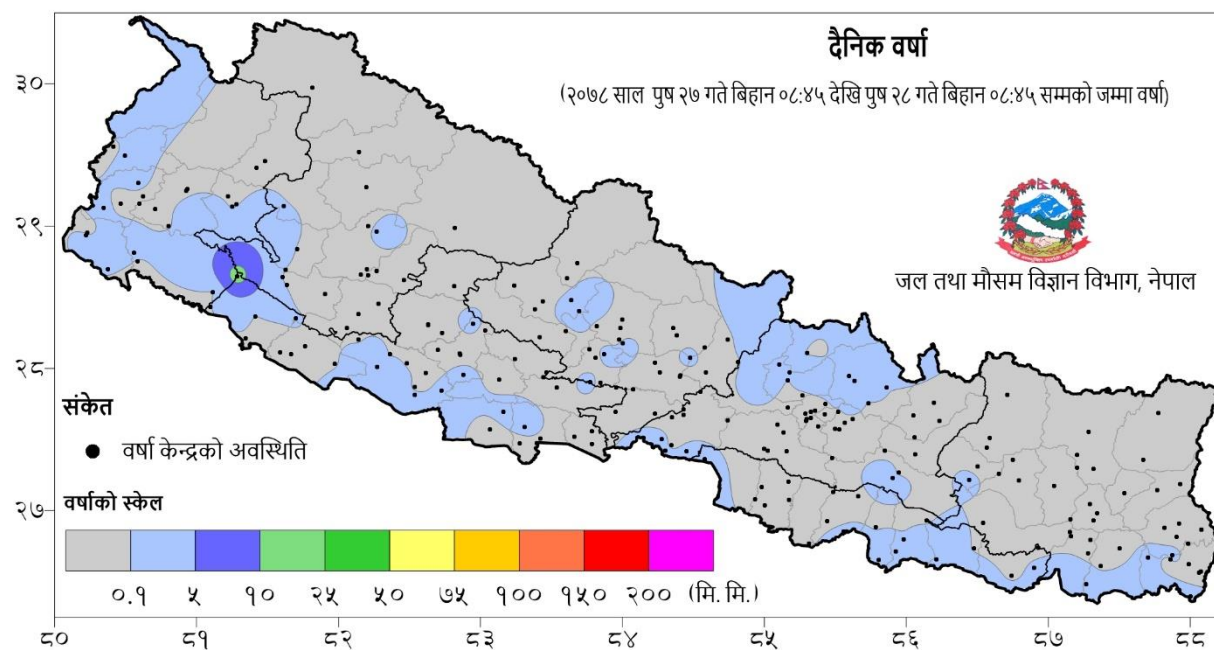 दैनिक वर्षा
(२०७८ साल पुष २७ गते बिहान ०८:४५ देखि पुष २८ गते बिहान ०८:४५ सम्मको जम्मा वर्षा)
जल तथा मौसम विज्ञान विभाग, नेपाल
३०
२९
२८
२७
संकेत
वर्षा केन्द्रको अवस्थिति
वर्षाको स्केल
०.१ ५ १० २५ ५० ७५ १०० १५० २०० (मि. मि.)
८० ८१ ८२ ८३ ८४ ८५ ८६ ८७ ८८